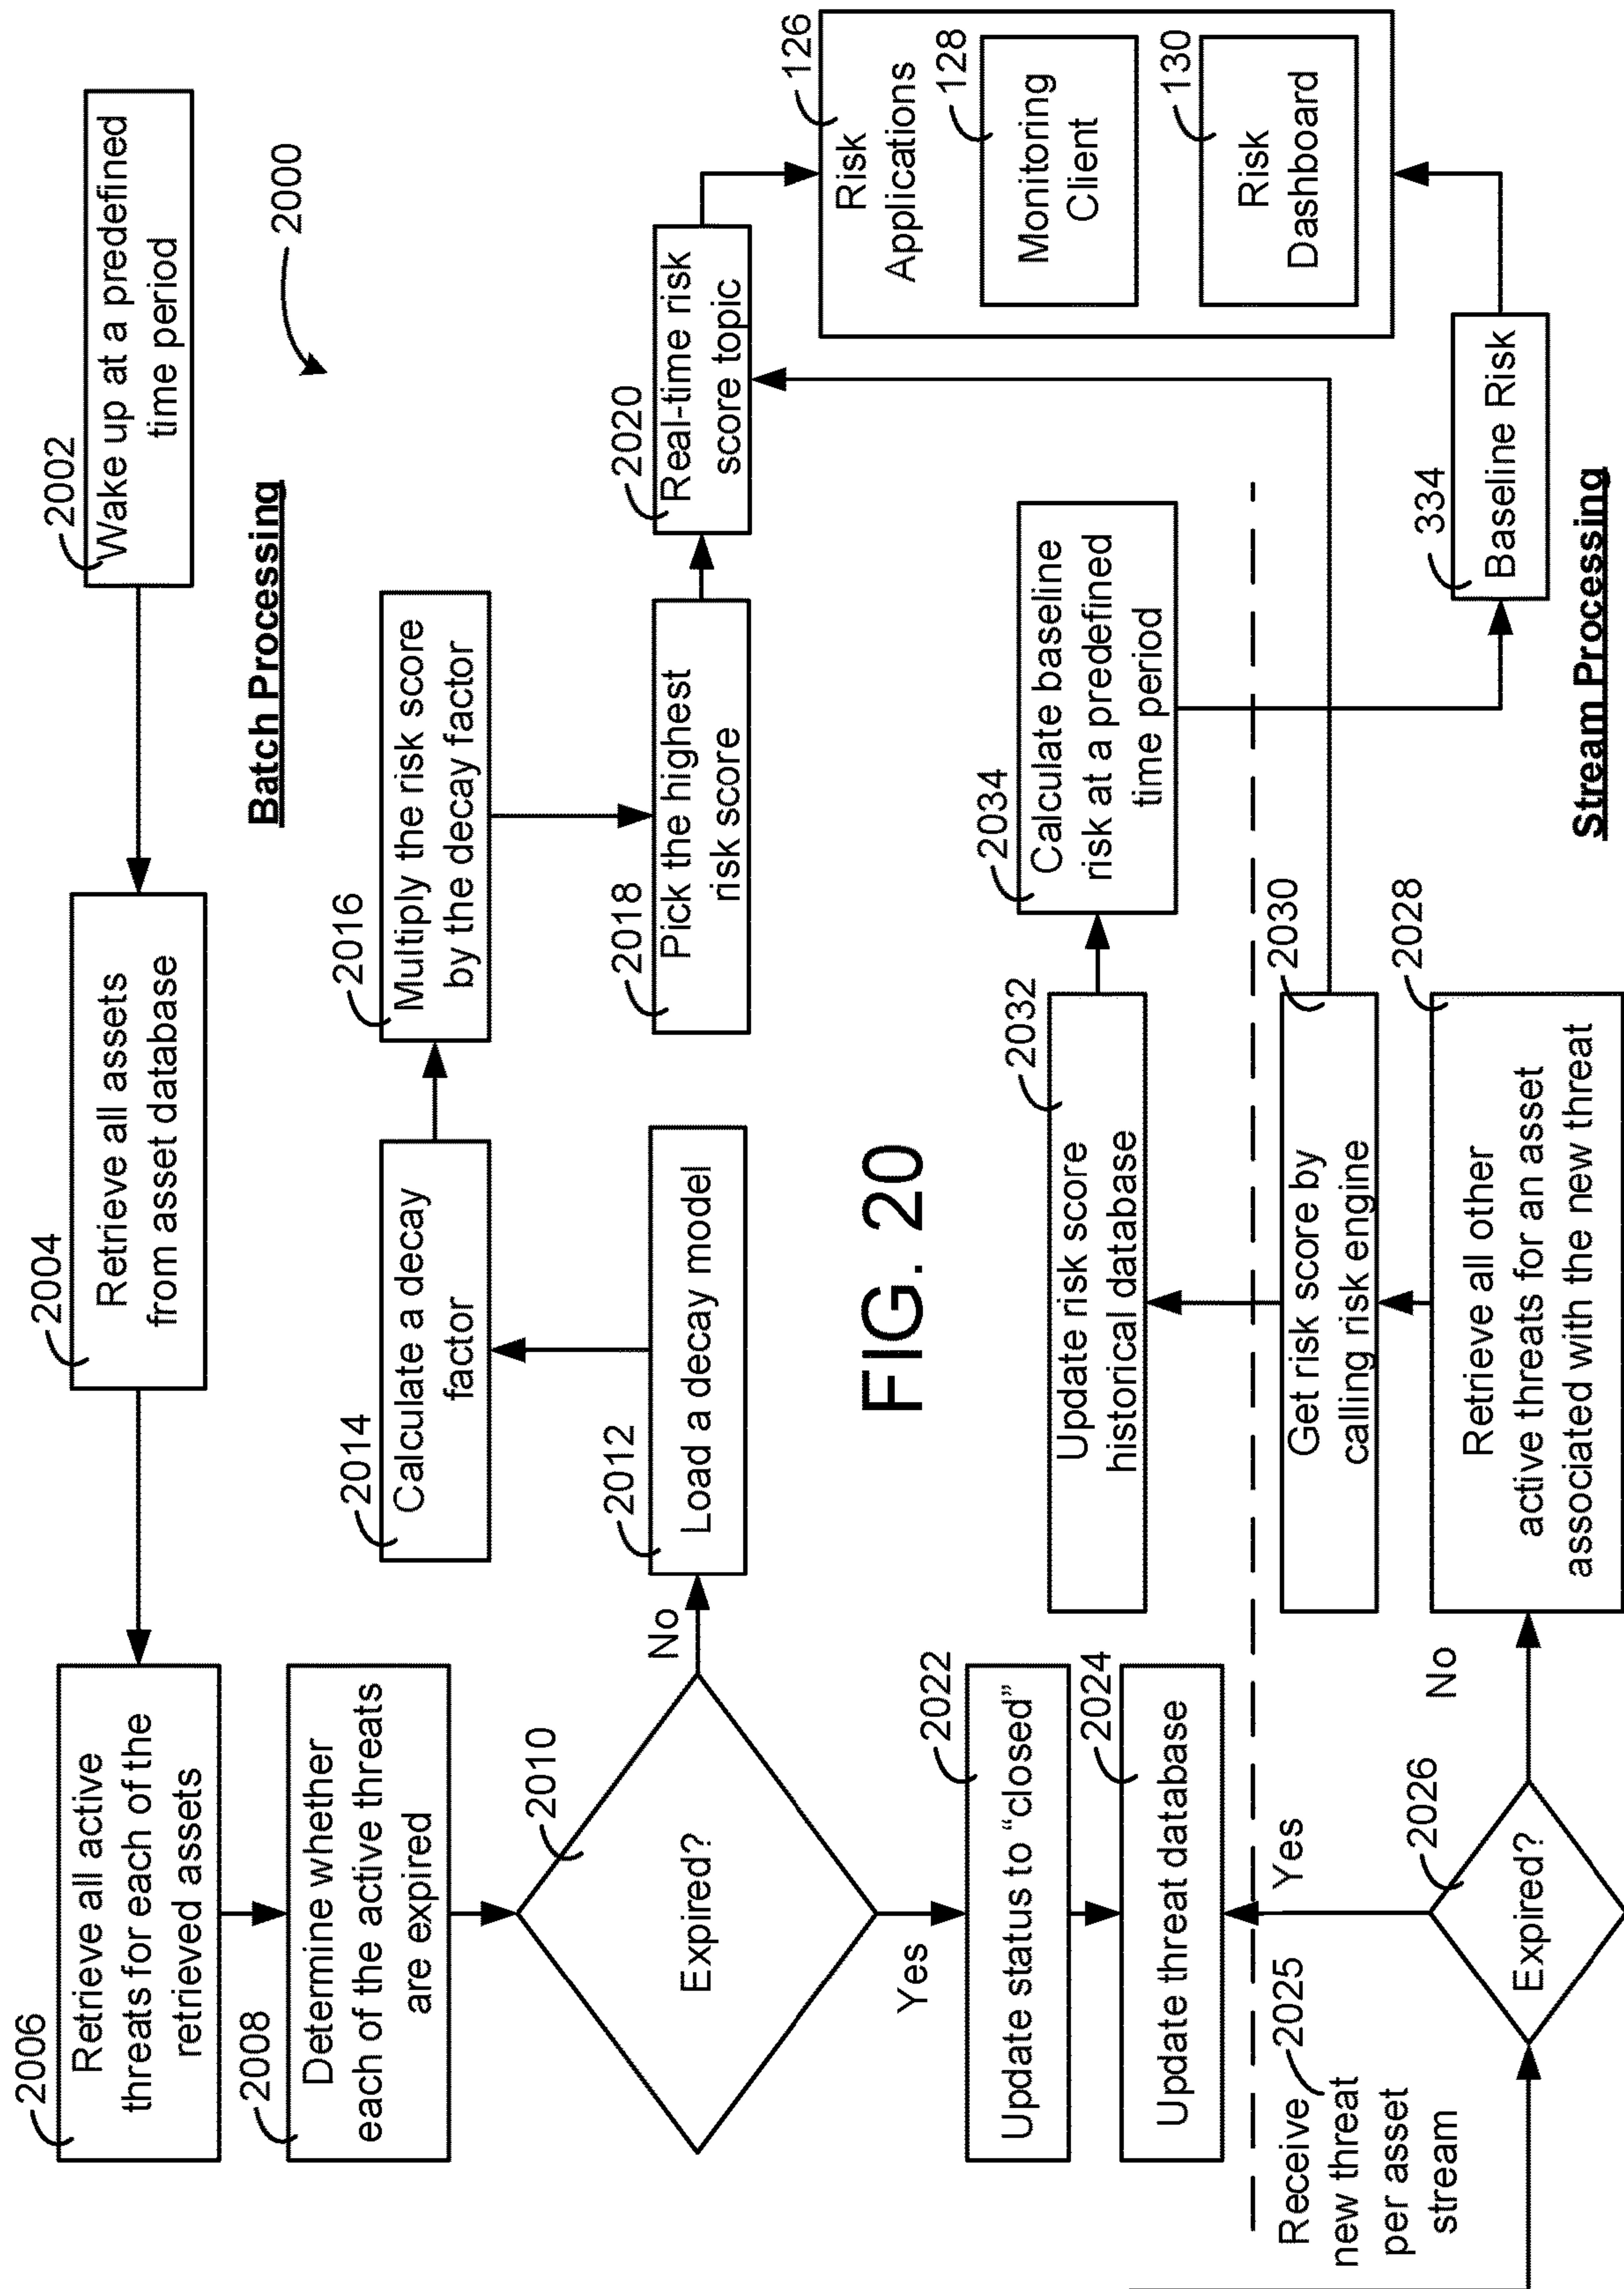 2006
Retrieve all active
threats for each of the
retrieved assets
2004
Retrieve all assets
from asset database
2002
Wake up at a predefined
time period
2008
Determine whether
each of the active threats
are expired
Batch Processing
2000
2010
Expired?
No
Yes
2014
Calculate a decay
factor
2016
Multiply the risk score
by the decay factor
2012
Load a decay model
2018
Pick the highest
risk score
2020
Real-time risk
score topic
126
Risk
Applications
128
Monitoring
Client
130
Risk
Dashboard
FIG. 20
2022
Update status to “closed”
2024
Update threat database
2032
Update risk score
historical database
2034
Calculate baseline
risk at a predefined
time period
Receive
2025
new threat
per asset
stream
Yes
2026
Expired?
No
2030
Get risk score by
calling risk engine
2028
Retrieve all other
active threats for an asset
associated with the new threat
334
Baseline Risk
Stream Processing